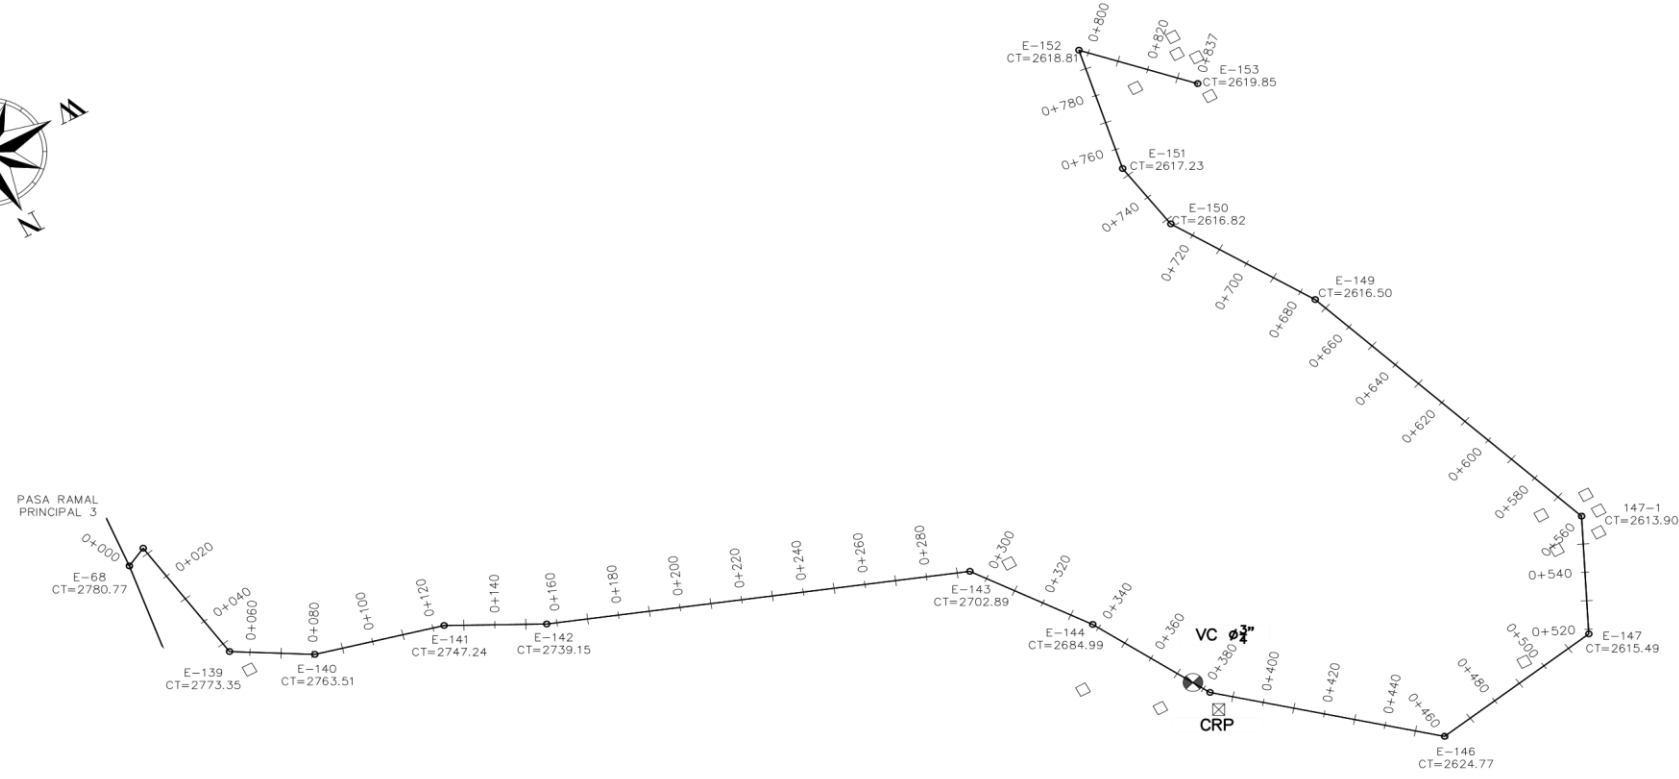 W
N
PASA RAMAL
PRINCIPAL 3
0+000
E-68
CT=2780.77
0+020
0+040
E-139
CT=2773.35
0+060
0+080
E-140
CT=2763.51
0+100
0+120
E-141
CT=2747.24
0+140
0+160
E-142
CT=2739.15
0+180
0+200
0+220
0+240
0+260
0+280
E-143
CT=2702.89
0+300
0+320
E-144
CT=2684.99
0+340
0+360
VC ø3/4"
0+380
CRP
0+400
0+420
0+440
0+460
E-146
CT=2624.77
0+480
0+500
0+520
E-147
CT=2615.49
0+540
0+560
147-1
CT=2613.90
0+580
0+600
0+620
0+640
0+660
0+680
E-149
CT=2616.50
0+700
0+720
E-150
CT=2616.82
0+740
0+760
E-151
CT=2617.23
0+780
E-152
CT=2618.81
0+800
0+820
0+837
E-153
CT=2619.85